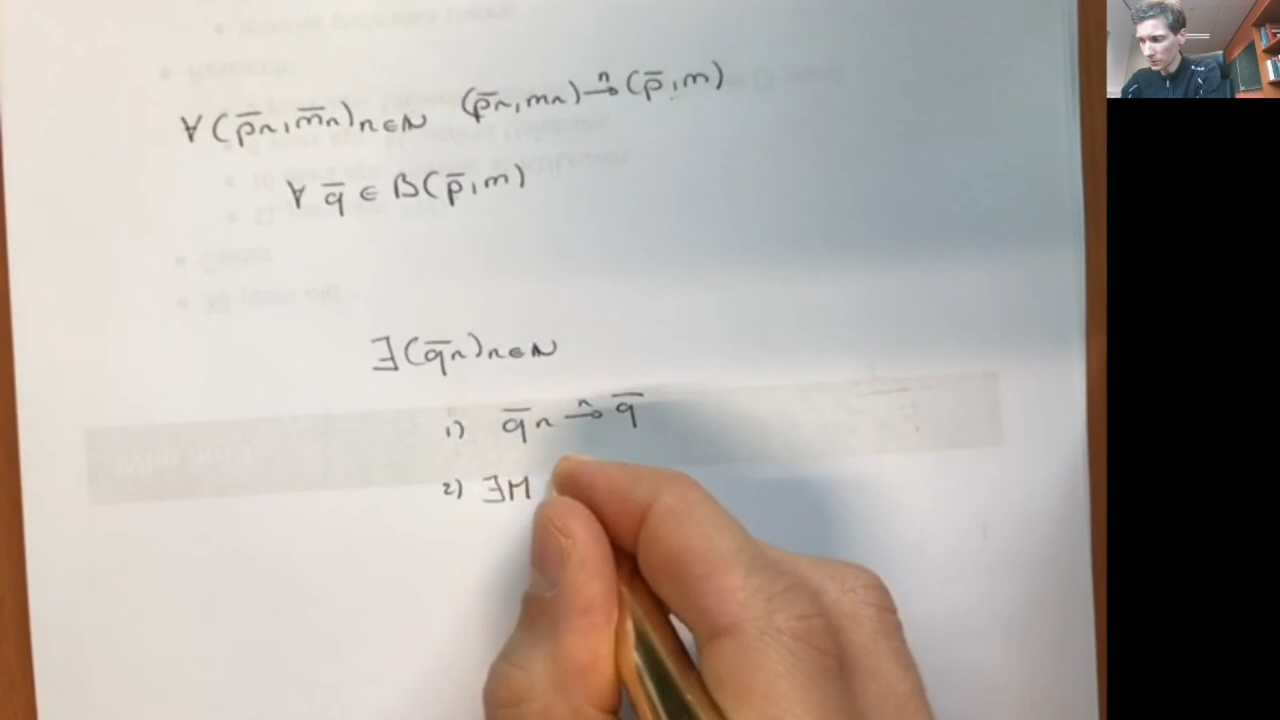 ∀ (p̄n, m̄n)n∈N (p̄n, mn) →ⁿ (p̄, m)
∀ q̄ ∈ B(p̄, m)
∃ (q̄n)n∈N
1) q̄n →ⁿ q̄
2) ∃M